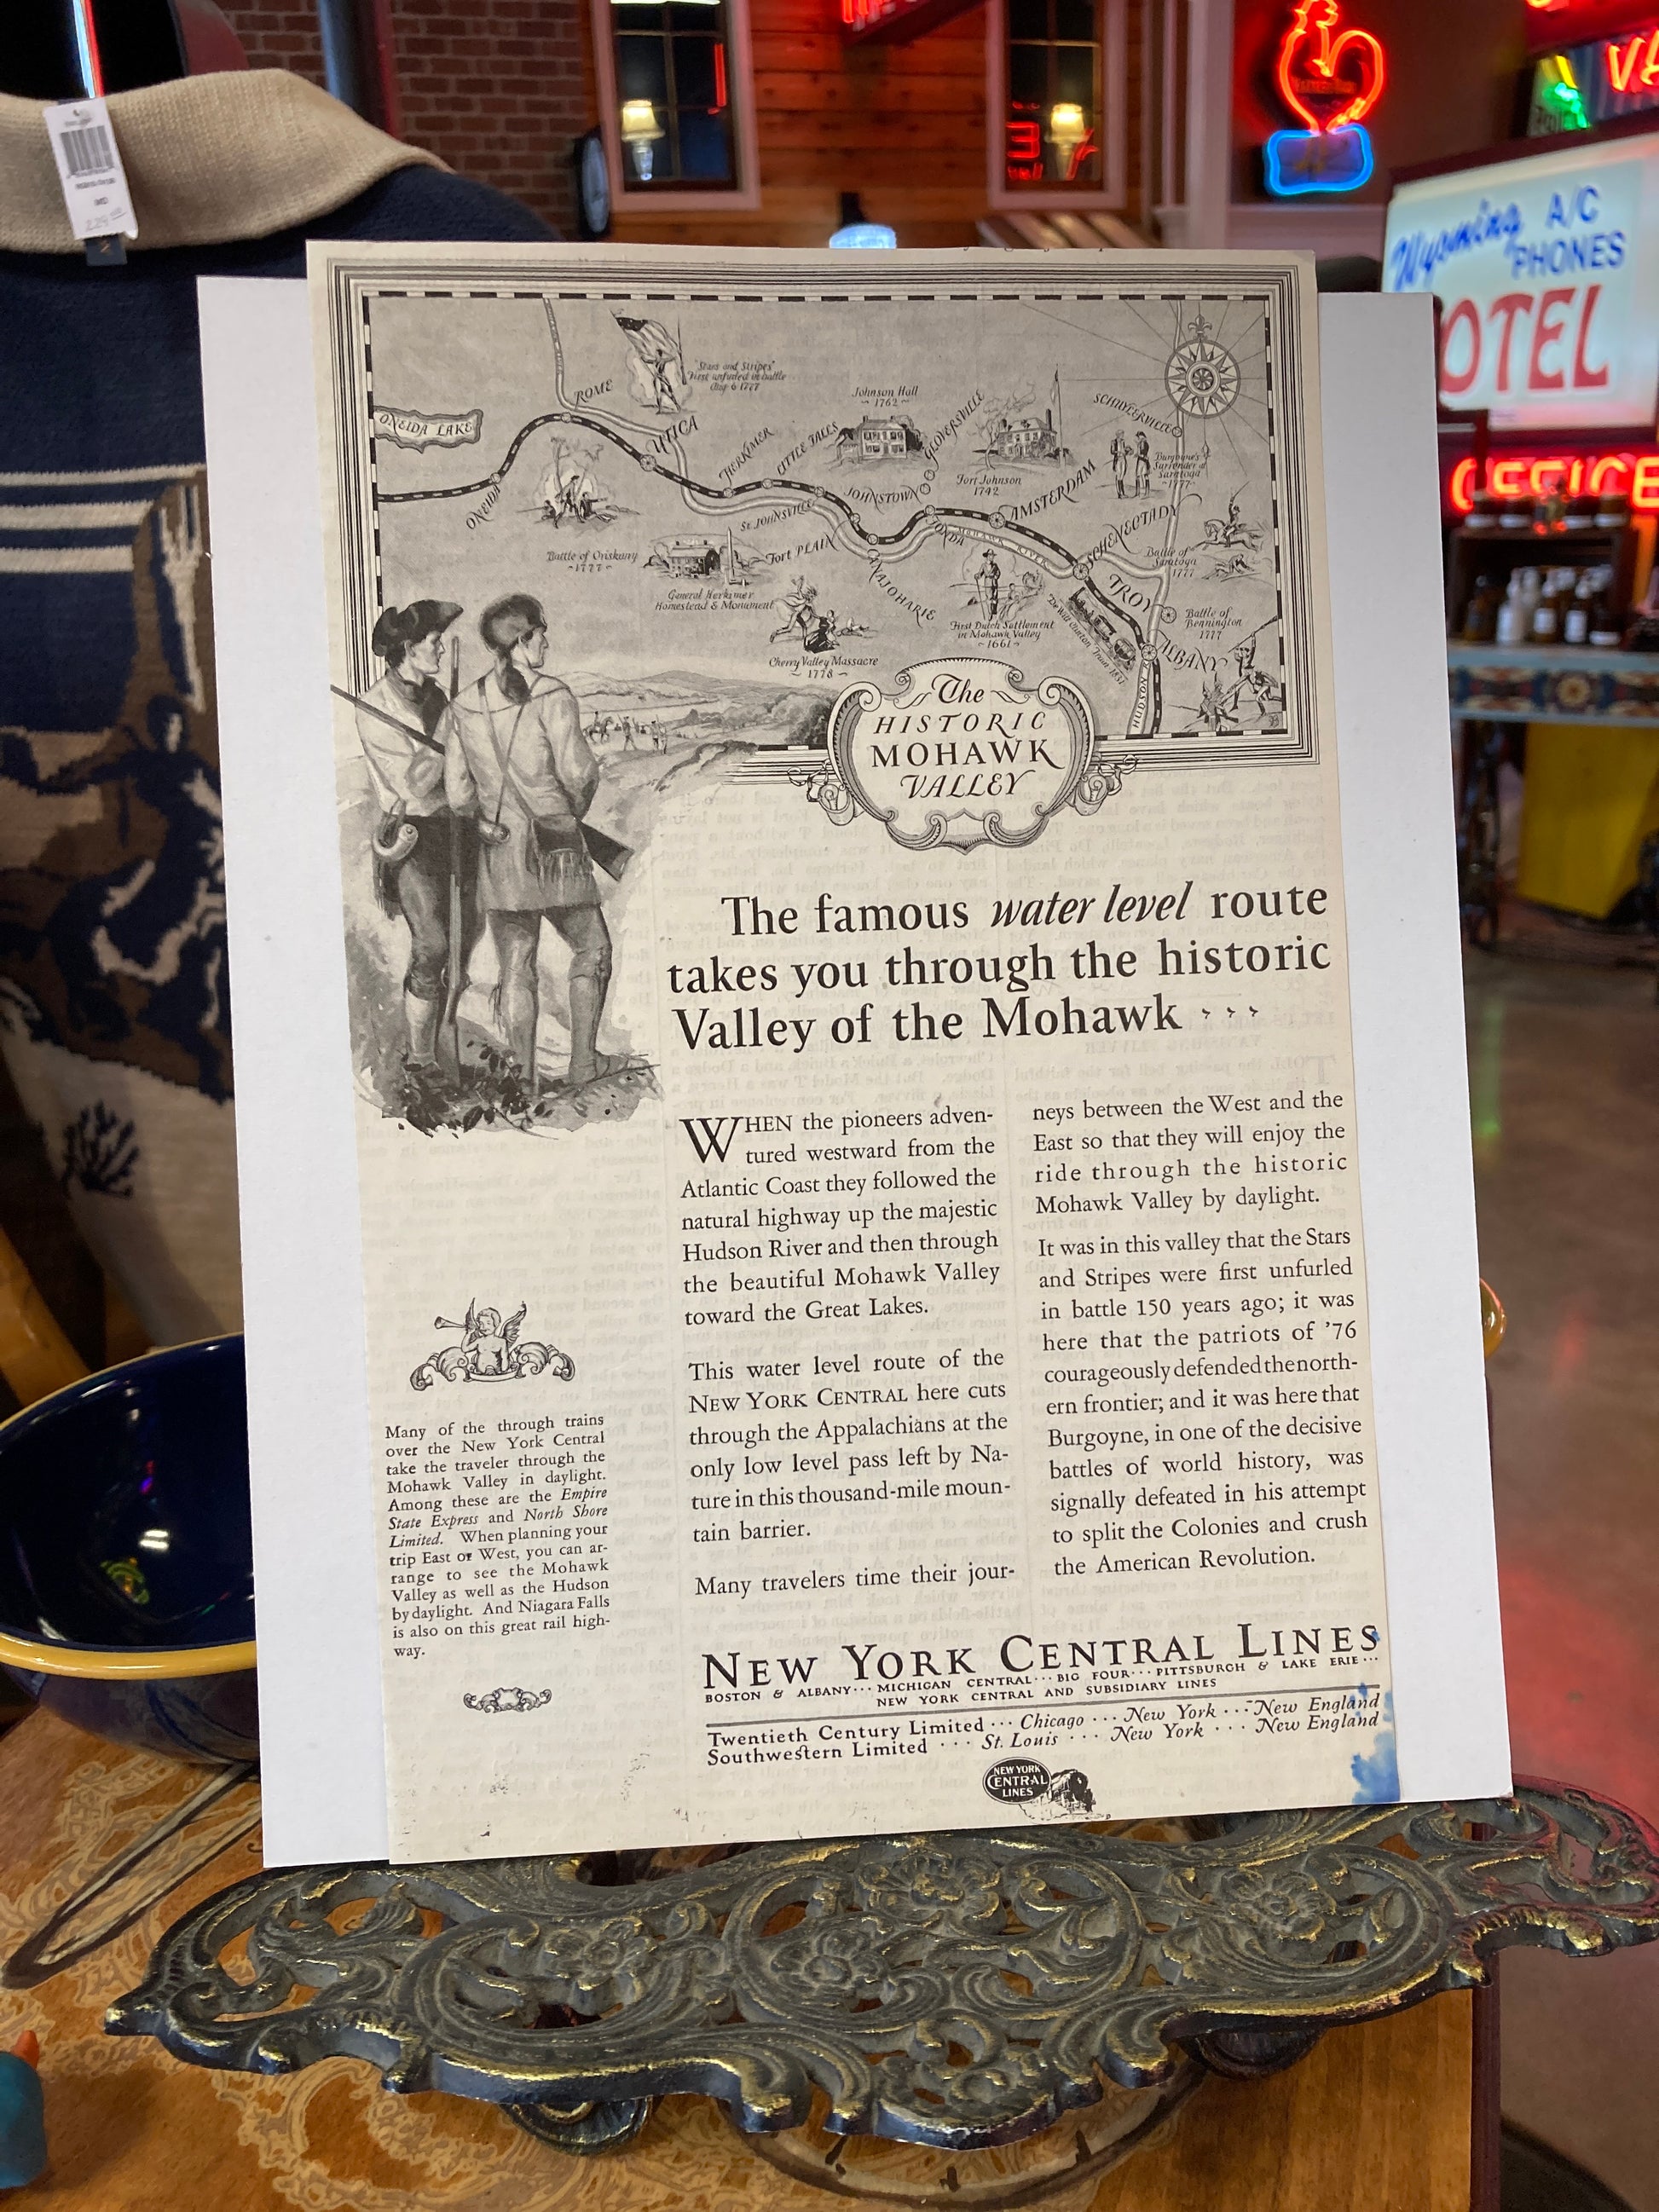 Wyoming A/C
PHONES
OTEL
OFFICE
VA
ONEIDA LAKE
ROME
"Stars and Stripes"
First unfurled in battle
Aug 6 1777
UTICA
HERKIMER
LITTLE FALLS
Johnson Hall
~1762~
GLOVERSVILLE
SCHUYLERVILLE
Burgoyne's
Surrender at
Saratoga
~1777~
ONEIDA
Battle of Oriskany
~1777~
General Herkimer
Homestead & Monument
St. JOHNSVILLE
Fort PLAIN
JOHNSTOWN
Fort Johnson
1742
AMSTERDAM
FONDA
MOHAWK RIVER
SCHENECTADY
Battle of
Saratoga
1777
CANAJOHARIE
Cherry Valley Massacre
~1778~
First Dutch Settlement
in Mohawk Valley
~1661~
De Witt Clinton Train 1831
TROY
Battle of
Bennington
1777
ALBANY
HUDSON
The
HISTORIC
MOHAWK
VALLEY
The famous water level route
takes you through the historic
Valley of the Mohawk
WHEN the pioneers adven-
tured westward from the
Atlantic Coast they followed the
natural highway up the majestic
Hudson River and then through
the beautiful Mohawk Valley
toward the Great Lakes.
This water level route of the
NEW YORK CENTRAL here cuts
through the Appalachians at the
only low level pass left by Na-
ture in this thousand-mile moun-
tain barrier.
Many travelers time their jour-
neys between the West and the
East so that they will enjoy the
ride through the historic
Mohawk Valley by daylight.
It was in this valley that the Stars
and Stripes were first unfurled
in battle 150 years ago; it was
here that the patriots of '76
courageously defended the north-
ern frontier; and it was here that
Burgoyne, in one of the decisive
battles of world history, was
signally defeated in his attempt
to split the Colonies and crush
the American Revolution.
Many of the through trains
over the New York Central
take the traveler through the
Mohawk Valley in daylight.
Among these are the Empire
State Express and North Shore
Limited. When planning your
trip East or West, you can ar-
range to see the Mohawk
Valley as well as the Hudson
by daylight. And Niagara Falls
is also on this great rail high-
way.
NEW YORK CENTRAL LINES
BOSTON & ALBANY··· MICHIGAN CENTRAL··· BIG FOUR··· PITTSBURGH & LAKE ERIE···
NEW YORK CENTRAL AND SUBSIDIARY LINES
Twentieth Century Limited ··· Chicago ··· New York ··· New England
Southwestern Limited ··· St. Louis ··· New York ··· New England
NEW YORK
CENTRAL
LINES